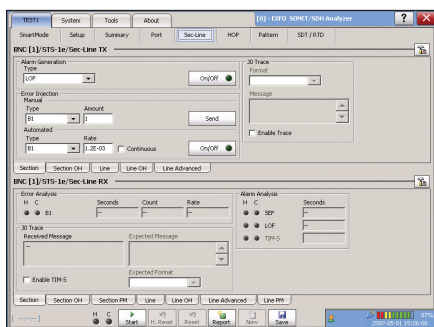 TEST1 System Tools About [0] - EXFO SONET/SDH Analyzer ? X
SmartMode Setup Summary Port Sec-Line HOP Pattern SDT / RTD
BNC [1]/STS-1e/Sec-Line TX
Alarm Generation
Type
LOF On/Off
J0 Trace
Format
Message
Enable Trace
Error Injection
Manual
Type Amount
B1 1 Send
Automated
Type Rate
B1 1.2E-03 Continuous On/Off
Section Section OH Line Line OH Line Advanced
BNC [1]/STS-1e/Sec-Line RX
Error Analysis
H C Seconds Count Rate
B1 -- -- --
Alarm Analysis
H C Seconds
SEF --
LOF --
TIM-S --
J0 Trace
Received Message Expected Message
--
Enable TIM-S
Expected Format
Section Section OH Section PM Line Line OH Line Advanced Line PM
[ --:--:-- ] H C Start H. Reset Reset Report New Save 87%
2007-05-01 15:06:08